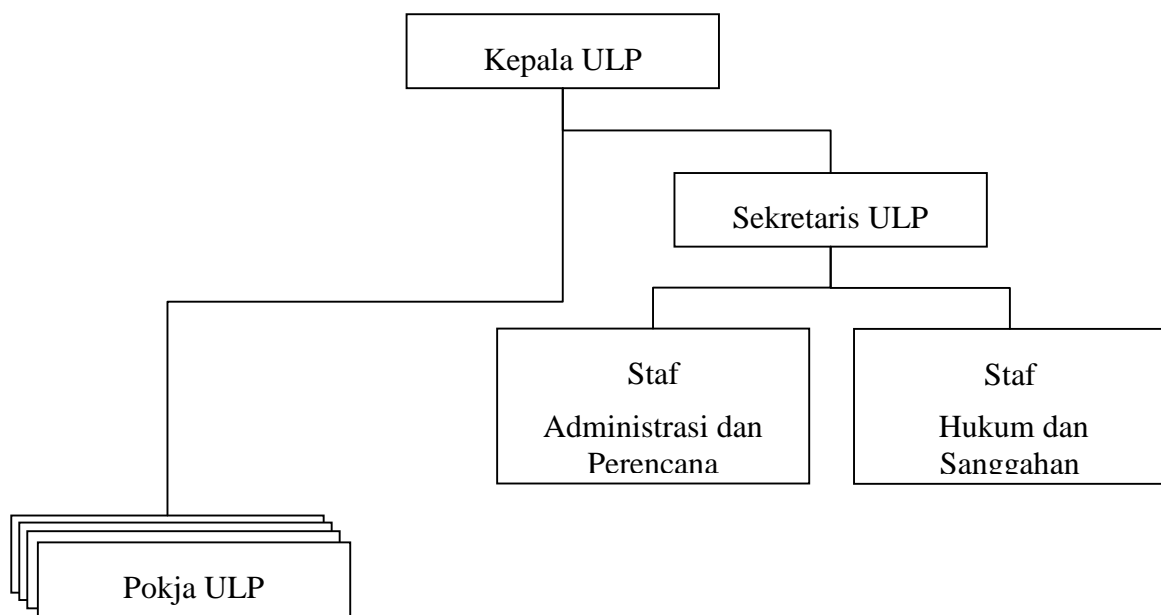 Kepala ULP
Sekretaris ULP
Staf
Administrasi dan
Perencana
Staf
Hukum dan
Sanggahan
Pokja ULP